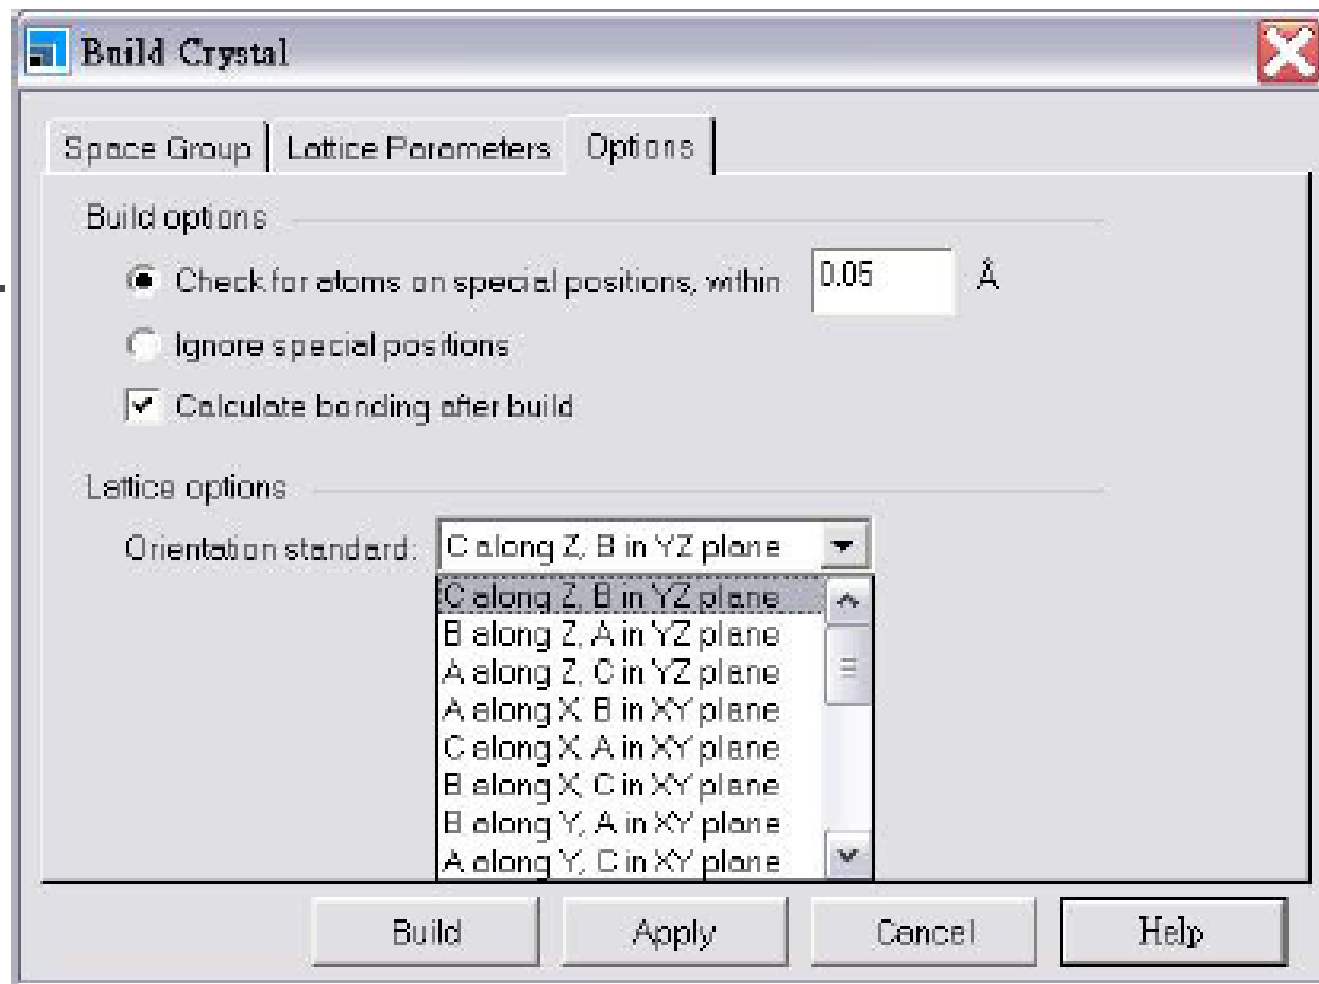 Build Crystal
Space Group Lattice Parameters Options
Build options
Check for atoms on special positions, within 0.05 Å
Ignore special positions
Calculate bonding after build
Lattice options
Orientation standard: C along Z, B in YZ plane
C along Z, B in YZ plane
B along Z, A in YZ plane
A along Z, C in YZ plane
A along X, B in XY plane
C along X, A in XY plane
B along X, C in XY plane
B along Y, A in XY plane
A along Y, C in XY plane
Build Apply Cancel Help